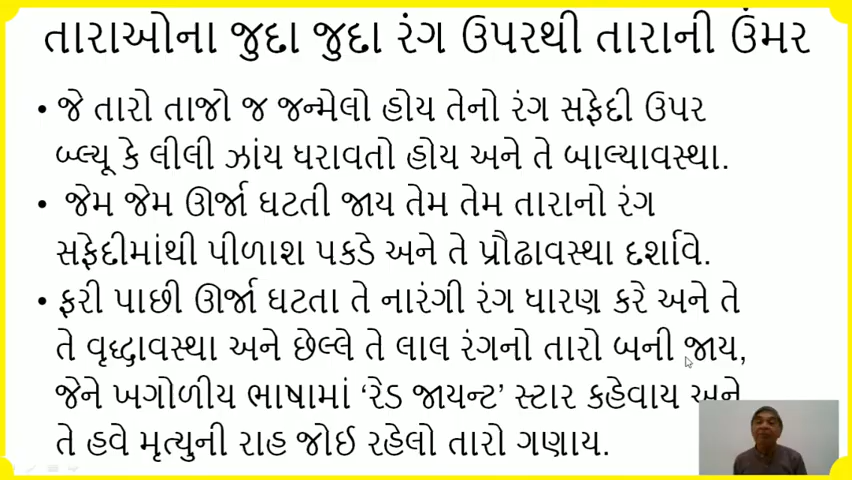 તારાઓના જુદા જુદા રંગ ઉપરથી તારાની ઉંમર
• જે તારો તાજો જ જન્મેલો હોય તેનો રંગ સફેદી ઉપર
બ્લ્યૂ કે લીલી ઝાંય ધરાવતો હોય અને તે બાલ્યાવસ્થા.
• જેમ જેમ ઊર્જા ઘટતી જાય તેમ તેમ તારાનો રંગ
સફેદીમાંથી પીળાશ પકડે અને તે પ્રૌઢાવસ્થા દર્શાવે.
• ફરી પાછી ઊર્જા ઘટતા તે નારંગી રંગ ધારણ કરે અને તે
તે વૃદ્ધાવસ્થા અને છેલ્લે તે લાલ રંગનો તારો બની જાય,
જેને ખગોળીય ભાષામાં ‘રેડ જાયન્ટ’ સ્ટાર કહેવાય અને
તે હવે મૃત્યુની રાહ જોઈ રહેલો તારો ગણાય.